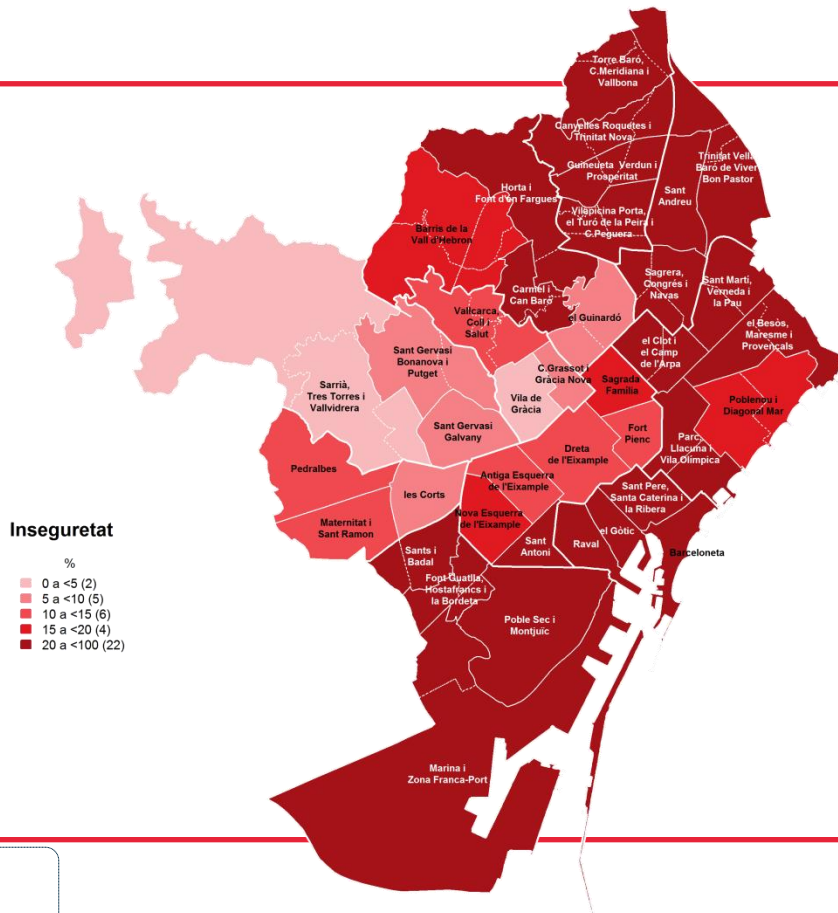 Torre Baró,
C.Meridiana i
Vallbona
Canyelles Roquetes i
Trinitat Nova
Guineueta Verdun i
Prosperitat
Trinitat Vella
Baró de Viver
Bon Pastor
Sant
Andreu
Horta i
Font d'en Fargues
Vilapicina Porta,
el Turó de la Peira i
C.Peguera
Barris de la
Vall d'Hebron
Sagrera,
Congrés i
Navas
Sant Martí,
Verneda i
la Pau
Carmel i
Can Baró
Vallcarca,
Coll i
Salut
el Guinardó
el Besòs,
Maresme i
Provençals
el Clot i
el Camp
de l'Arpa
Sant Gervasi
Bonanova i
Putget
C.Grassot i
Gràcia Nova
Sagrada
Família
Sarrià,
Tres Torres i
Vallvidrera
Vila de
Gràcia
Poblenou i
Diagonal Mar
Sant Gervasi
Galvany
Fort
Pienc
Parc,
Llacuna i
Vila Olímpica
Dreta
de l'Eixample
Pedralbes
Antiga Esquerra
de l'Eixample
les Corts
Sant Pere,
Santa Caterina i
la Ribera
Nova Esquerra
de l'Eixample
Maternitat i
Sant Ramon
el Gòtic
Sant
Antoni
Raval
Barceloneta
Sants i
Badal
Font Guatlla,
Hostafrancs i
la Bordeta
Poble Sec i
Montjuïc
Marina i
Zona Franca-Port
Inseguretat
%
0 a <5 (2)
5 a <10 (5)
10 a <15 (6)
15 a <20 (4)
20 a <100 (22)